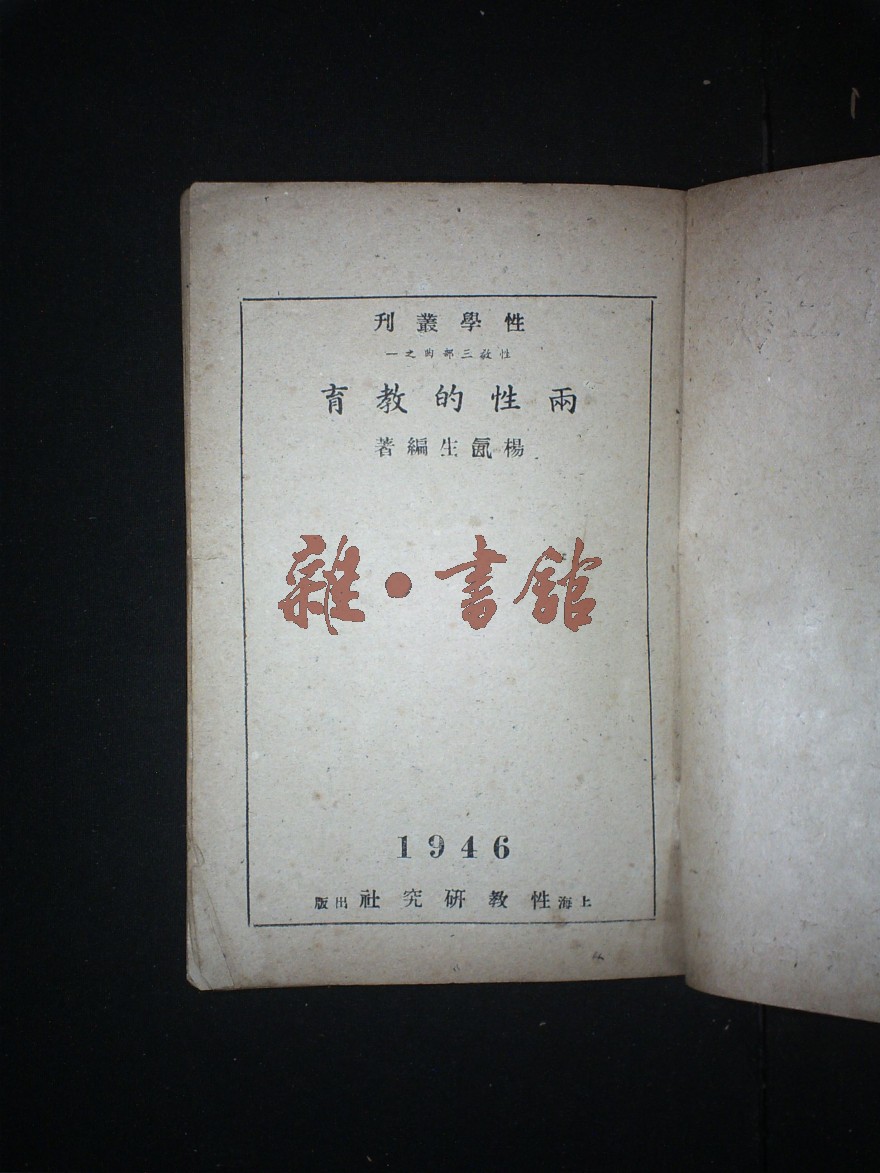 性學叢刊
性教三部曲之一
兩性的教育
楊生編著
雜·書館
1946
上海性教研究社出版